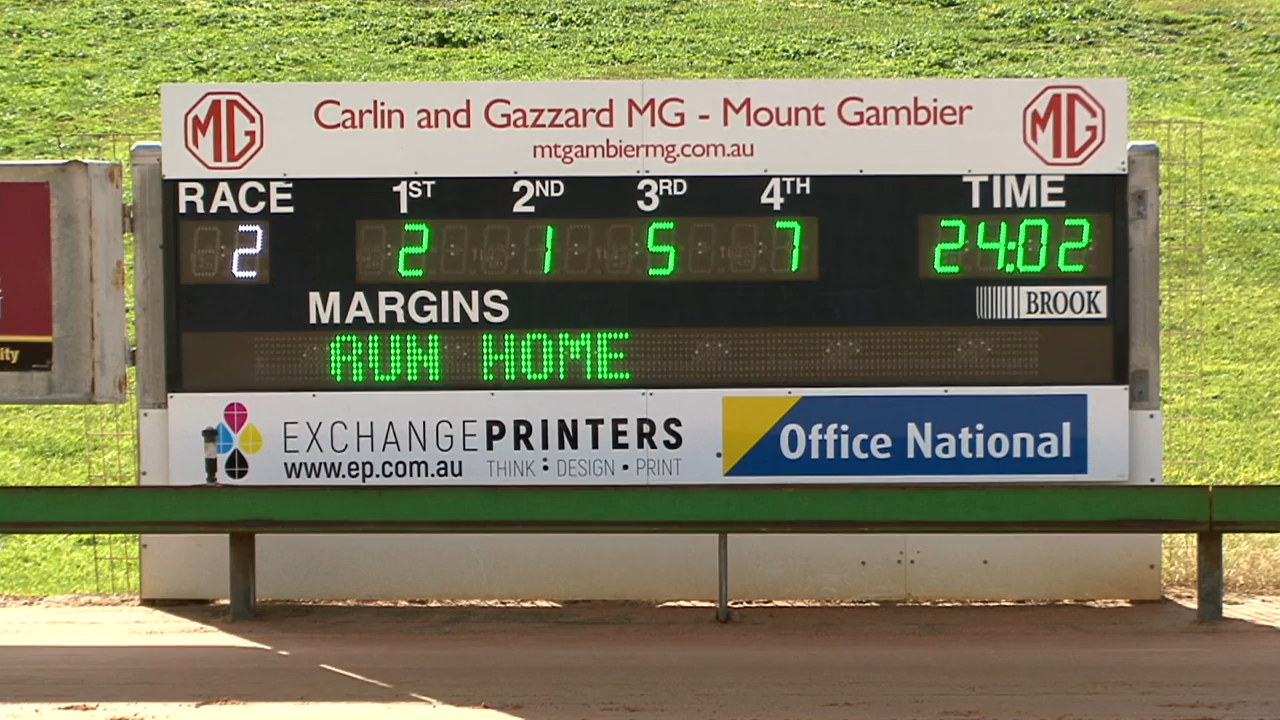 MG Carlin and Gazzard MG - Mount Gambier MG
mtgambiermg.com.au
RACE 1ST 2ND 3RD 4TH TIME
2 2 1 5 7 24:02
MARGINS BROOK
RUN HOME
EXCHANGEPRINTERS
www.ep.com.au THINK : DESIGN • PRINT
Office National
ity